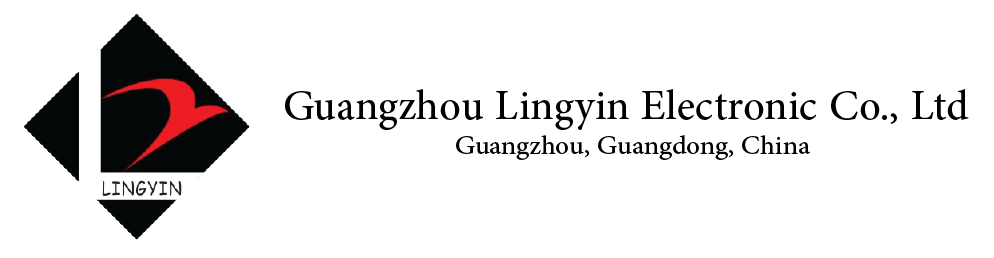 LINGYIN
Guangzhou Lingyin Electronic Co., Ltd
Guangzhou, Guangdong, China